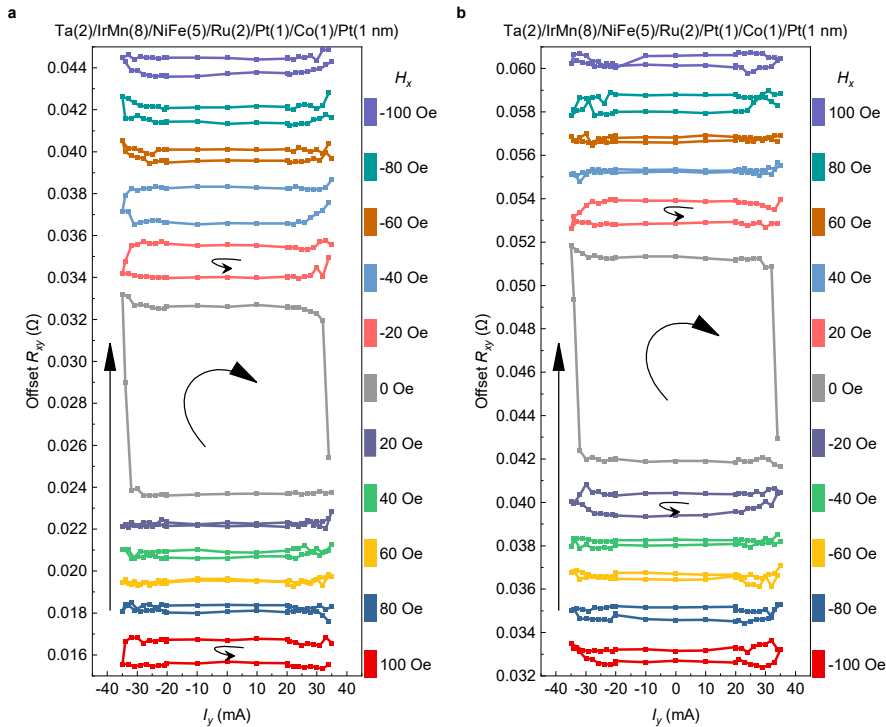 a
Ta(2)/IrMn(8)/NiFe(5)/Ru(2)/Pt(1)/Co(1)/Pt(1 nm)
0.044
0.042
0.040
0.038
0.036
0.034
0.032
0.030
0.028
0.026
0.024
0.022
0.020
0.018
0.016
Offset Rxy (Ω)
-40 -30 -20 -10 0 10 20 30 40
Iy (mA)
Hx
-100 Oe
-80 Oe
-60 Oe
-40 Oe
-20 Oe
0 Oe
20 Oe
40 Oe
60 Oe
80 Oe
100 Oe
b
Ta(2)/IrMn(8)/NiFe(5)/Ru(2)/Pt(1)/Co(1)/Pt(1 nm)
0.060
0.058
0.056
0.054
0.052
0.050
0.048
0.046
0.044
0.042
0.040
0.038
0.036
0.034
0.032
Offset Rxy (Ω)
-40 -30 -20 -10 0 10 20 30 40
Iy (mA)
Hx
100 Oe
80 Oe
60 Oe
40 Oe
20 Oe
0 Oe
-20 Oe
-40 Oe
-60 Oe
-80 Oe
-100 Oe